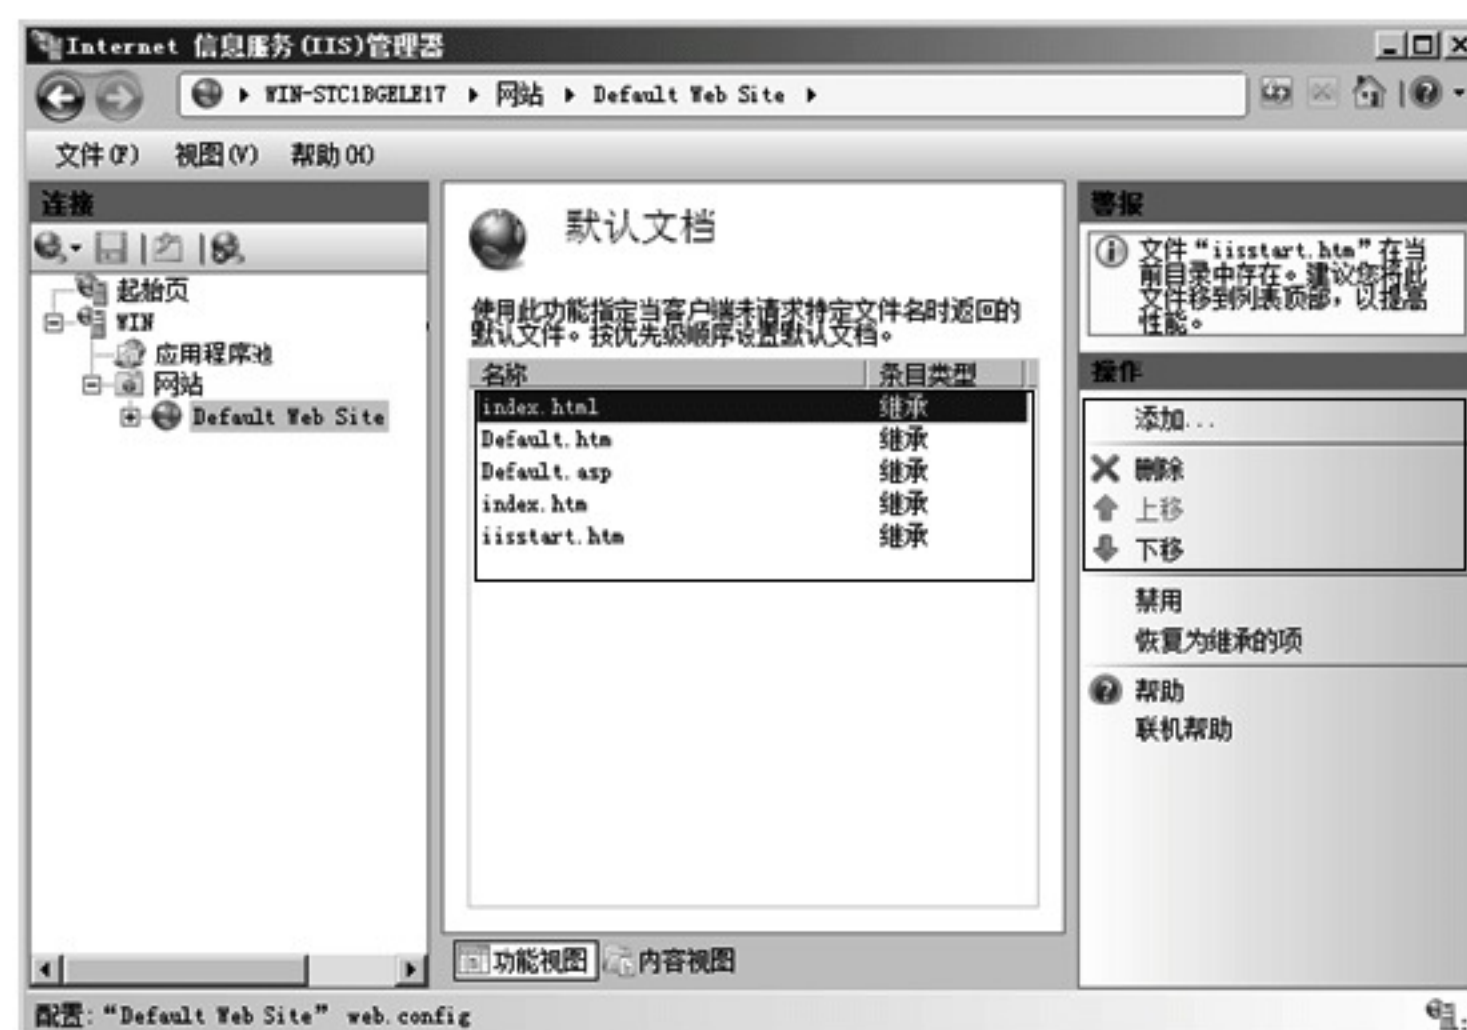 Internet 信息服务(IIS)管理器
WIN-STC1BGELE17 ▶ 网站 ▶ Default Web Site ▶
文件(F) 视图(V) 帮助(H)
连接
起始页
WIN
应用程序池
网站
Default Web Site
默认文档
使用此功能指定当客户端未请求特定文件名时返回的
默认文件。按优先级顺序设置默认文档。
名称 条目类型
index.html 继承
Default.htm 继承
Default.asp 继承
index.htm 继承
iisstart.htm 继承
功能视图 内容视图
警报
文件“iisstart.htm”在当
前目录中存在。建议您将此
文件移到列表顶部，以提高
性能。
操作
添加...
删除
上移
下移
禁用
恢复为继承的项
帮助
联机帮助
配置:“Default Web Site” web.config